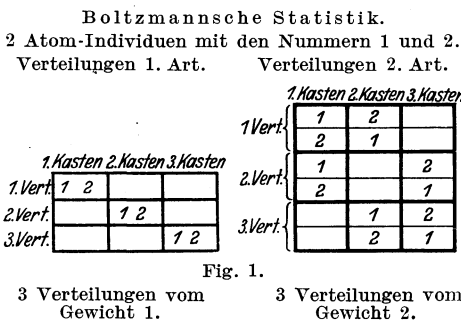 Boltzmannsche Statistik.
2 Atom-Individuen mit den Nummern 1 und 2.
Verteilungen 1. Art.
1. Kasten 2. Kasten 3. Kasten
1. Vert. 1 2
2. Vert. 1 2
3. Vert. 1 2
Verteilungen 2. Art.
1. Kasten 2. Kasten 3. Kasten
1 Vert. 1 2
2 1
2. Vert. 1 2
2 1
3. Vert. 1 2
2 1
Fig. 1.
3 Verteilungen vom
Gewicht 1.
3 Verteilungen vom
Gewicht 2.